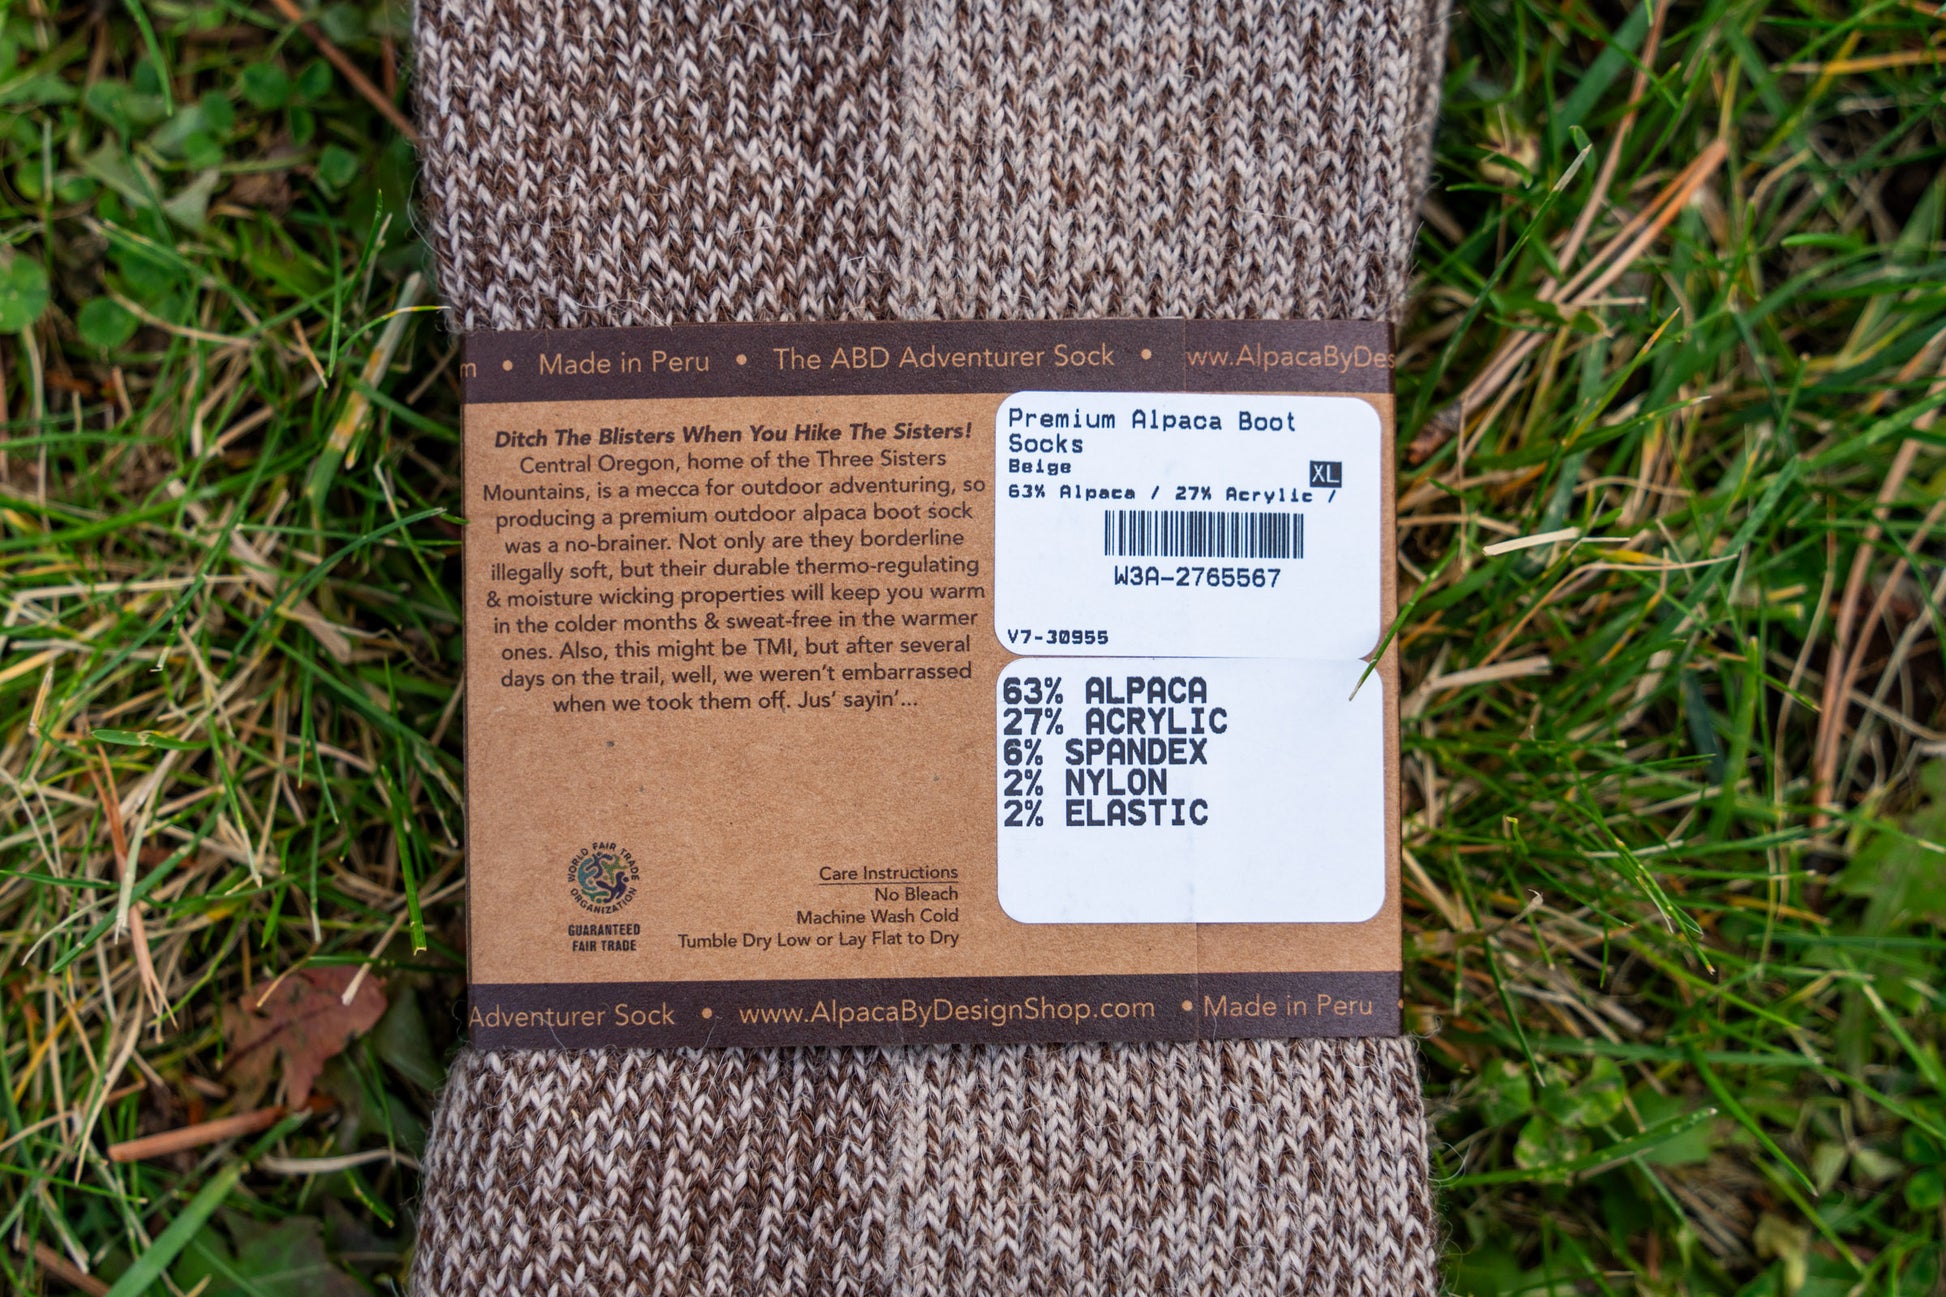 m • Made in Peru • The ABD Adventurer Sock • ww.AlpacaByDes
Ditch The Blisters When You Hike The Sisters!
Central Oregon, home of the Three Sisters
Mountains, is a mecca for outdoor adventuring, so
producing a premium outdoor alpaca boot sock
was a no-brainer. Not only are they borderline
illegally soft, but their durable thermo-regulating
& moisture wicking properties will keep you warm
in the colder months & sweat-free in the warmer
ones. Also, this might be TMI, but after several
days on the trail, well, we weren't embarrassed
when we took them off. Jus' sayin'...
WORLD FAIR TRADE
ORGANIZATION
GUARANTEED
FAIR TRADE
Care Instructions
No Bleach
Machine Wash Cold
Tumble Dry Low or Lay Flat to Dry
Premium Alpaca Boot
Socks
Beige
XL
63% Alpaca / 27% Acrylic /
W3A-2765567
V7-30955
63% ALPACA
27% ACRYLIC
6% SPANDEX
2% NYLON
2% ELASTIC
Adventurer Sock • www.AlpacaByDesignShop.com • Made in Peru •